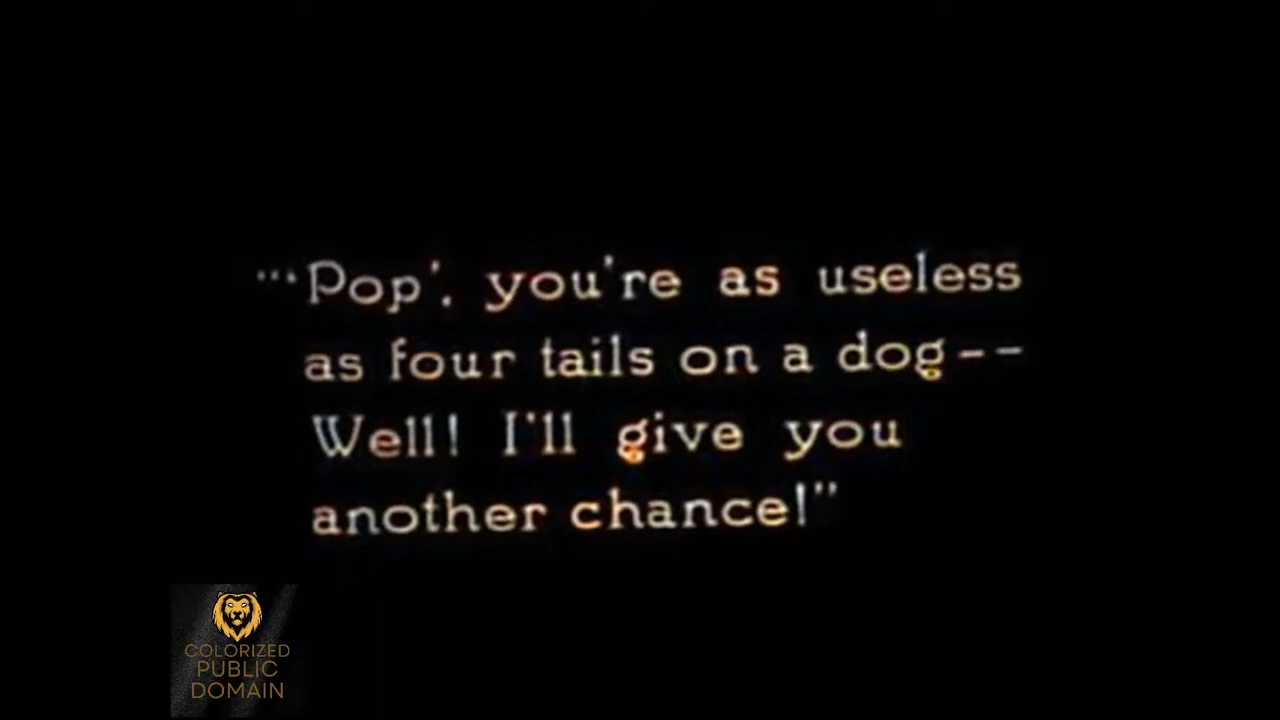 "'Pop', you're as useless
as four tails on a dog--
Well! I'll give you
another chance!"
COLORIZED
PUBLIC
DOMAIN